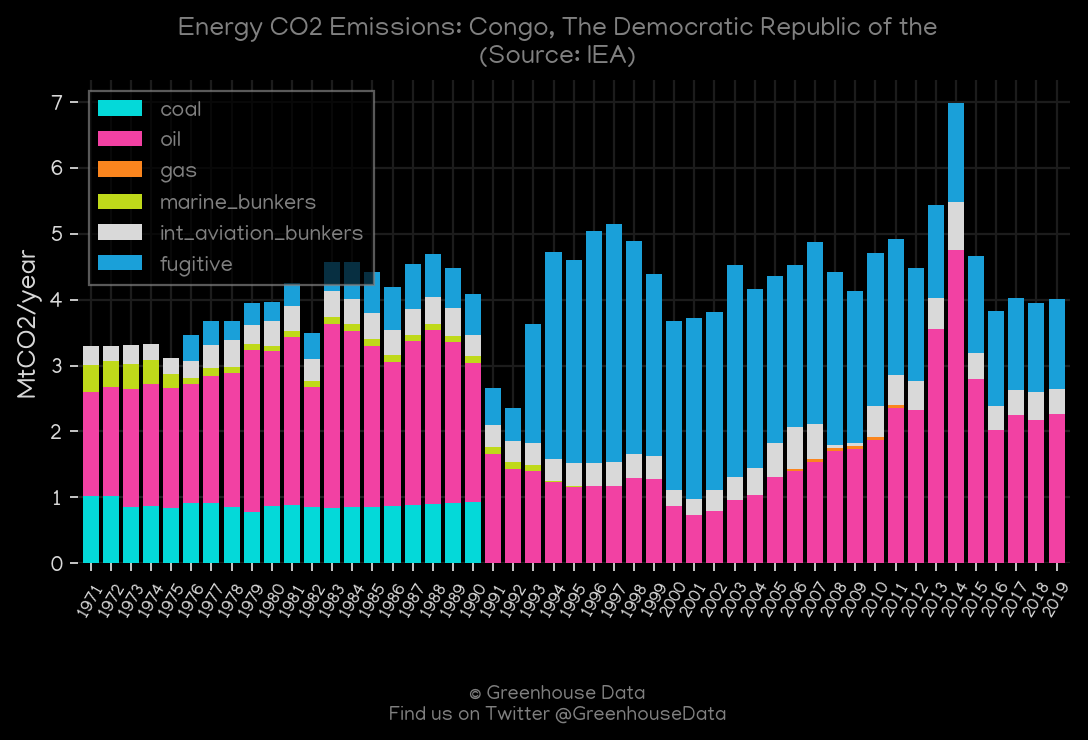 Energy CO2 Emissions: Congo, The Democratic Republic of the
(Source: IEA)
MtCO2/year
7
6
5
4
3
2
1
0
coal
oil
gas
marine_bunkers
int_aviation_bunkers
fugitive
1971 1972 1973 1974 1975 1976 1977 1978 1979 1980 1981 1982 1983 1984 1985 1986 1987 1988 1989 1990 1991 1992 1993 1994 1995 1996 1997 1998 1999 2000 2001 2002 2003 2004 2005 2006 2007 2008 2009 2010 2011 2012 2013 2014 2015 2016 2017 2018 2019
© Greenhouse Data
Find us on Twitter @GreenhouseData